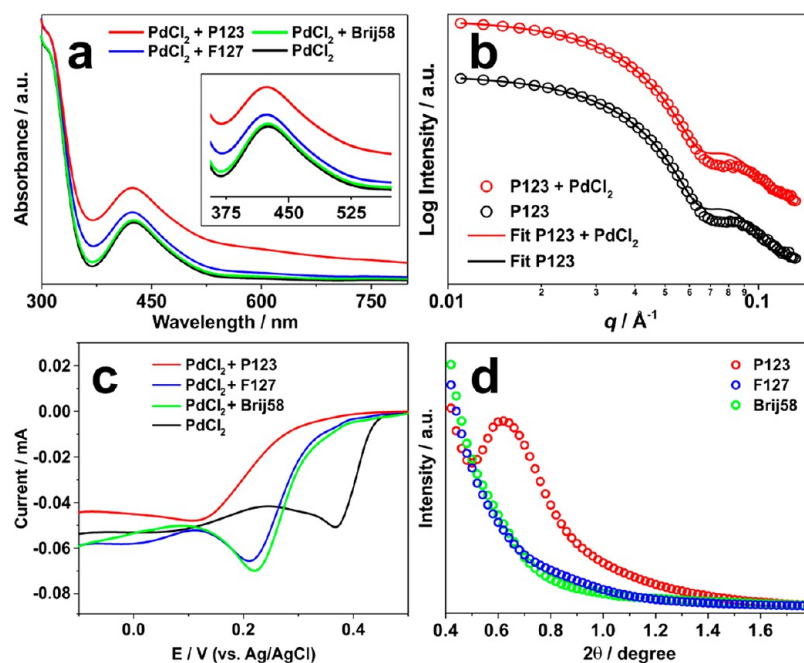 a
PdCl2 + P123
PdCl2 + Brij58
PdCl2 + F127
PdCl2
375 450 525
Absorbance / a.u.
300 450 600 750
Wavelength / nm
b
P123 + PdCl2
P123
Fit P123 + PdCl2
Fit P123
Log Intensity / a.u.
0.01 2 3 4 5 6 7 8 9 0.1
q / Å-1
c
PdCl2 + P123
PdCl2 + F127
PdCl2 + Brij58
PdCl2
Current / mA
0.02
0.00
-0.02
-0.04
-0.06
-0.08
0.0 0.2 0.4
E / V (vs. Ag/AgCl)
d
P123
F127
Brij58
Intensity / a.u.
0.4 0.6 0.8 1.0 1.2 1.4 1.6
2θ / degree